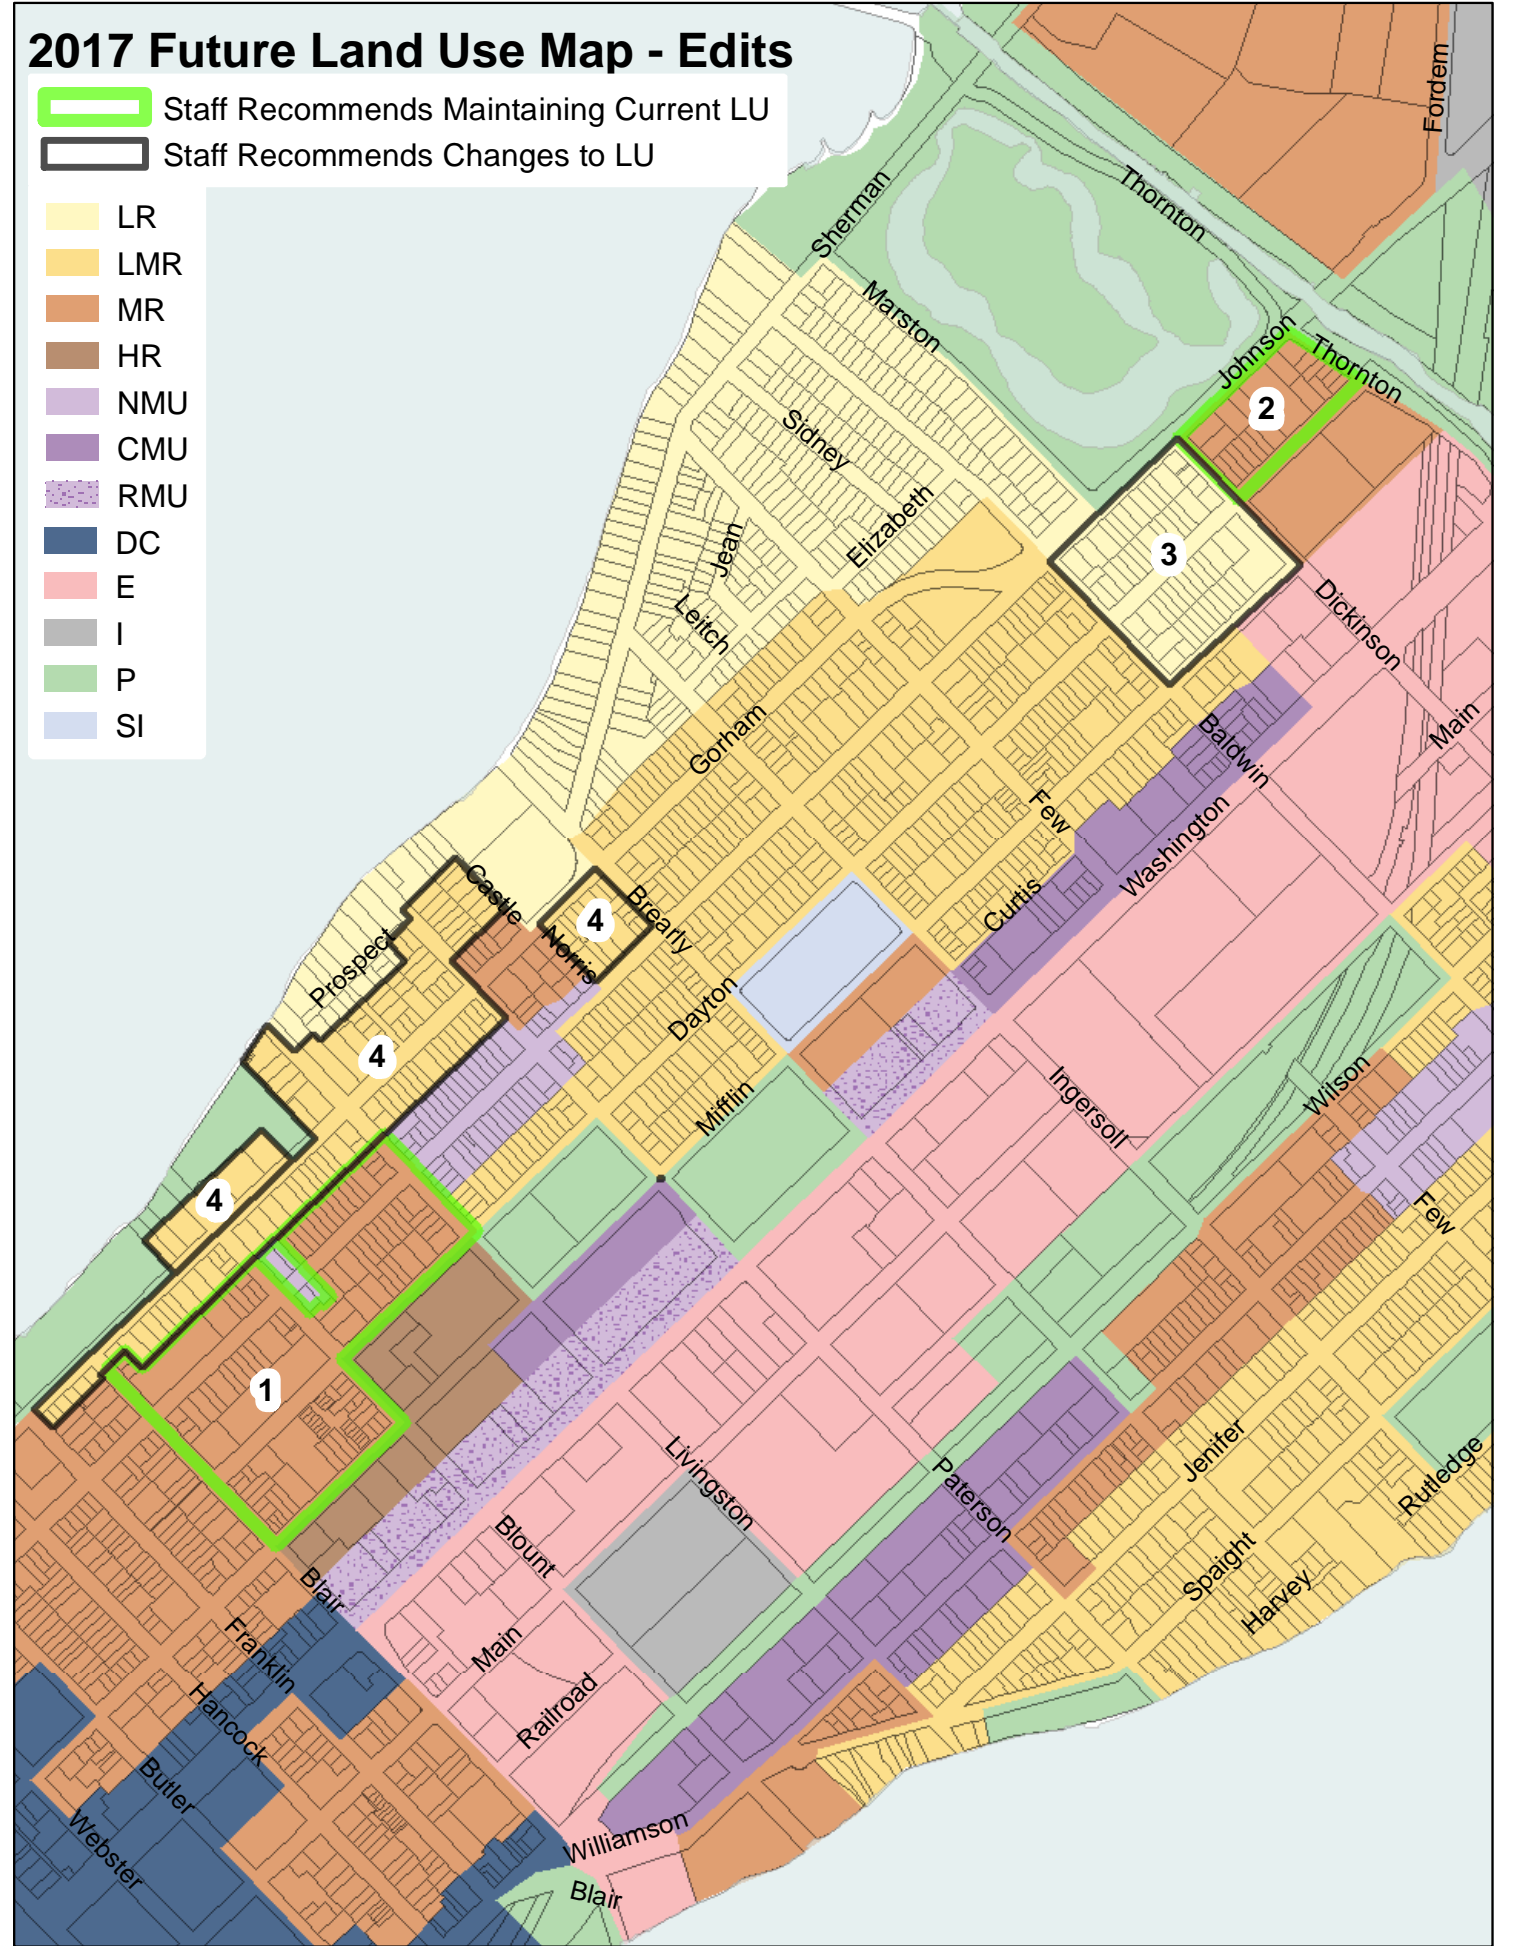 2017 Future Land Use Map - Edits
Staff Recommends Maintaining Current LU
Staff Recommends Changes to LU
LR
LMR
MR
HR
NMU
CMU
RMU
DC
E
I
P
SI
Fordem
Thornton
Sherman
Marston
Johnson
Thornton
2
Sidney
Elizabeth
Jean
3
Leitch
Dickinson
Gorham
Main
Baldwin
Few
Washington
Castle
Curtis
4
Brearly
Norris
Prospect
Dayton
4
Mifflin
Ingersoll
Wilson
4
Few
1
Livingston
Jenifer
Paterson
Rutledge
Blount
Spaight
Harvey
Blair
Franklin
Main
Railroad
Hancock
Butler
Webster
Williamson
Blair